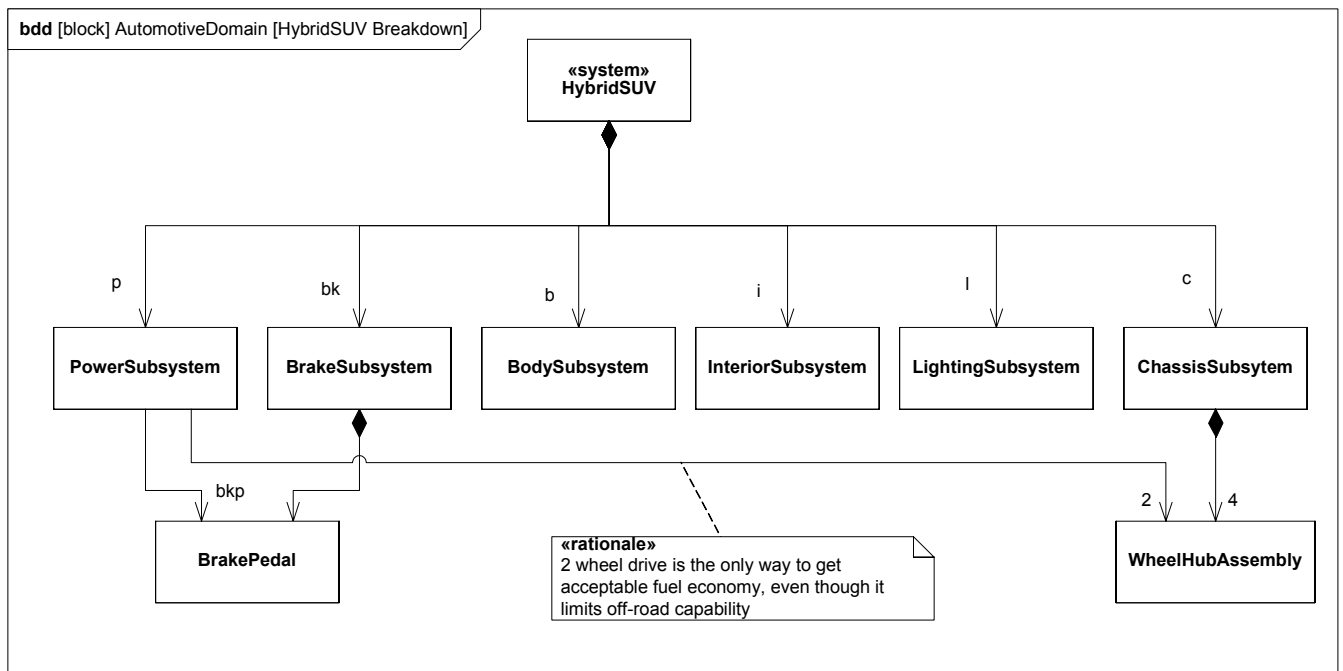 bdd [block] AutomotiveDomain [HybridSUV Breakdown]
«system»
HybridSUV
p
bk
b
i
l
c
PowerSubsystem
BrakeSubsystem
BodySubsystem
InteriorSubsystem
LightingSubsystem
ChassisSubsytem
bkp
2
4
BrakePedal
«rationale»
2 wheel drive is the only way to get
acceptable fuel economy, even though it
limits off-road capability
WheelHubAssembly